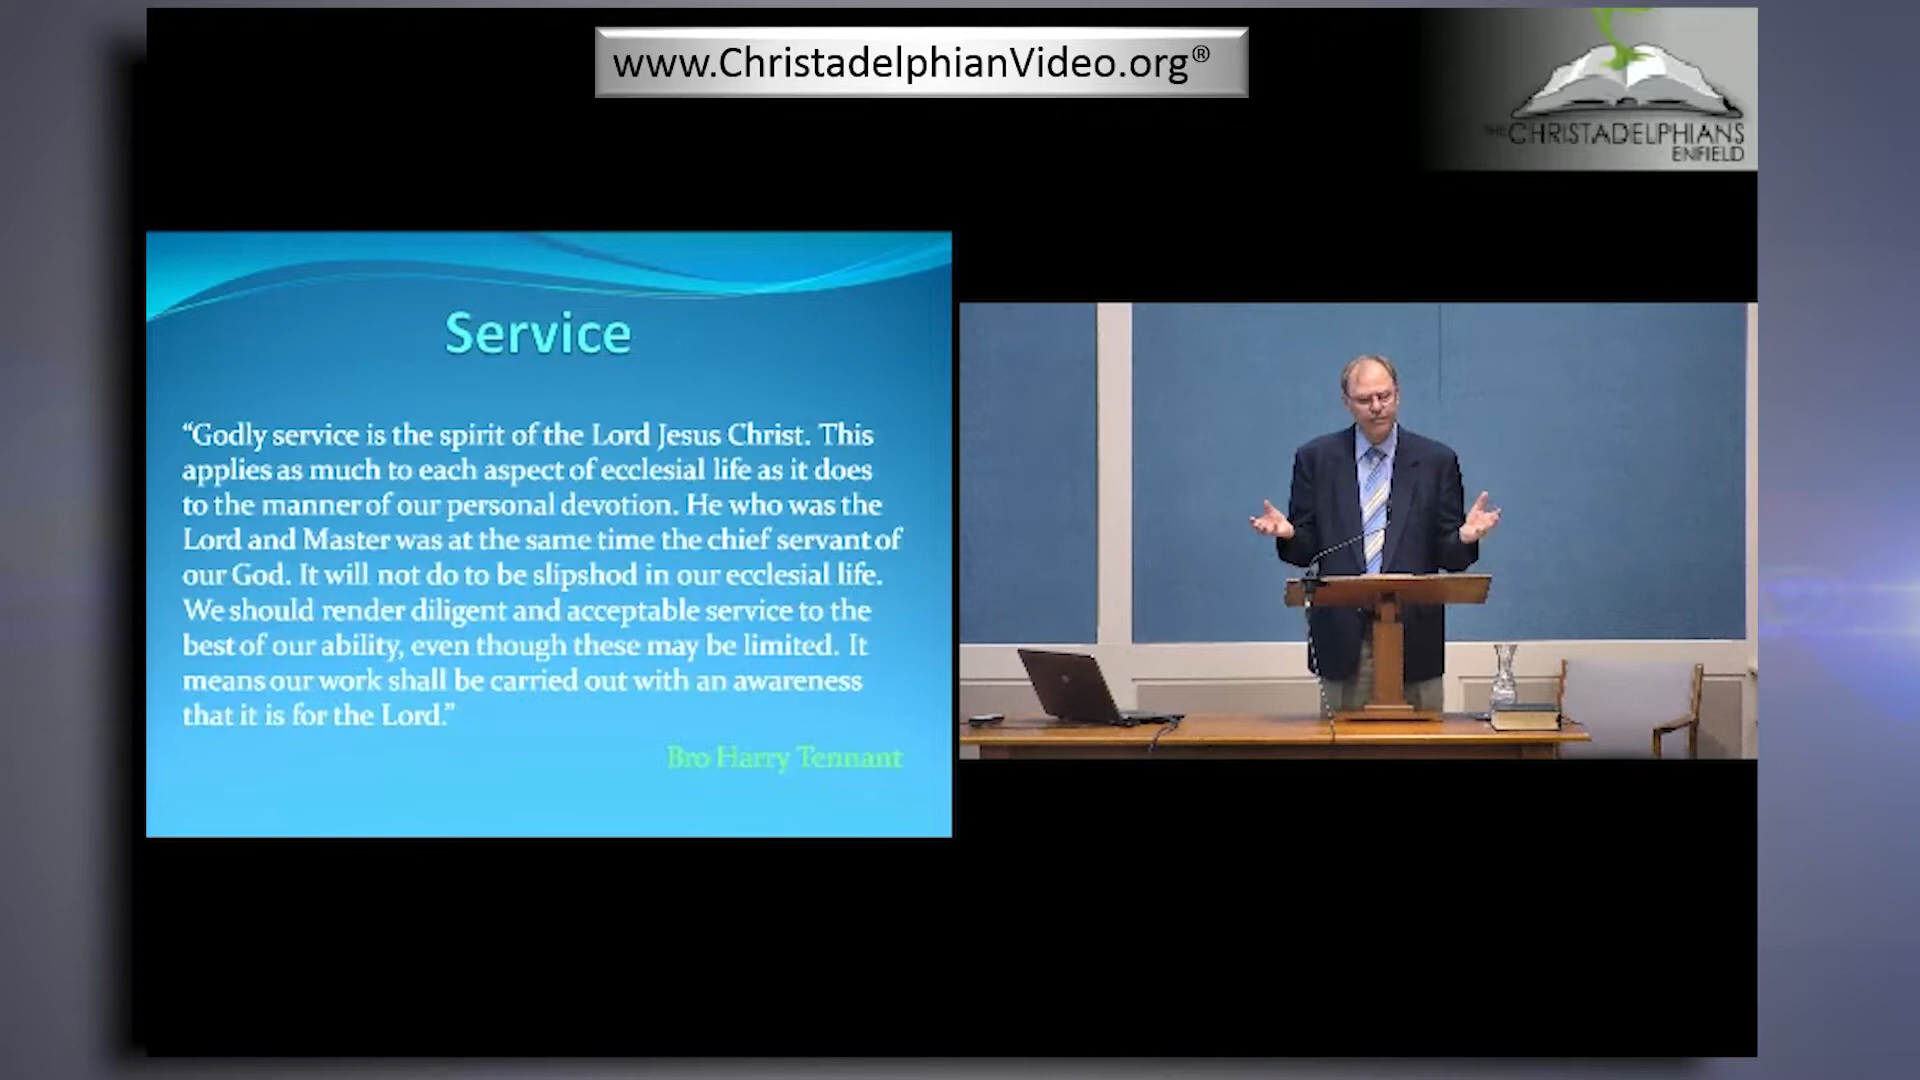 www.ChristadelphianVideo.org®
THE CHRISTADELPHIANS
ENFIELD
Service
“Godly service is the spirit of the Lord Jesus Christ. This
applies as much to each aspect of ecclesial life as it does
to the manner of our personal devotion. He who was the
Lord and Master was at the same time the chief servant of
our God. It will not do to be slipshod in our ecclesial life.
We should render diligent and acceptable service to the
best of our ability, even though these may be limited. It
means our work shall be carried out with an awareness
that it is for the Lord.”
Bro Harry Tennant